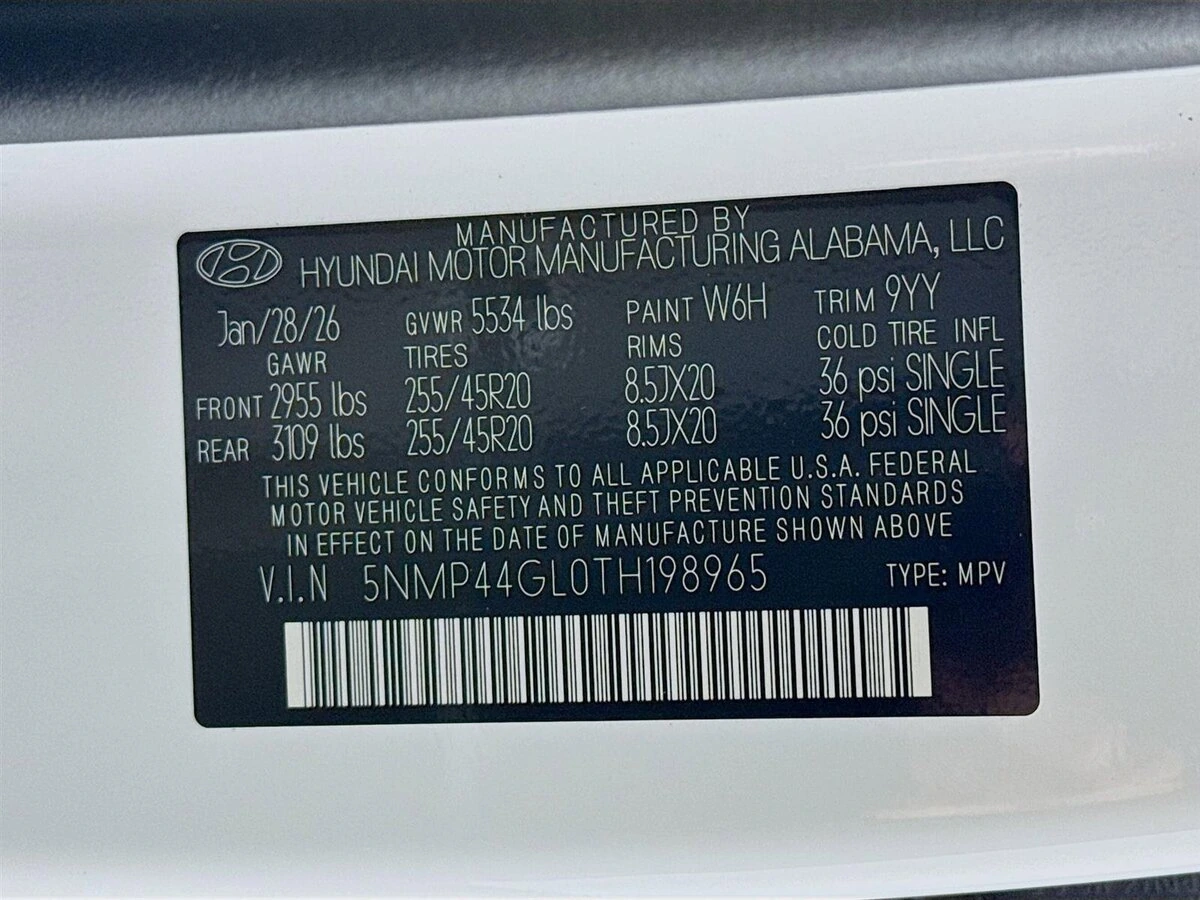 MANUFACTURED BY
HYUNDAI MOTOR MANUFACTURING ALABAMA, LLC
Jan/28/26 GVWR 5534 lbs PAINT W6H TRIM 9YY
GAWR TIRES RIMS COLD TIRE INFL
FRONT 2955 lbs 255/45R20 8.5JX20 36 psi SINGLE
REAR 3109 lbs 255/45R20 8.5JX20 36 psi SINGLE
THIS VEHICLE CONFORMS TO ALL APPLICABLE U.S.A. FEDERAL
MOTOR VEHICLE SAFETY AND THEFT PREVENTION STANDARDS
IN EFFECT ON THE DATE OF MANUFACTURE SHOWN ABOVE
V.I.N 5NMP44GL0TH198965 TYPE: MPV